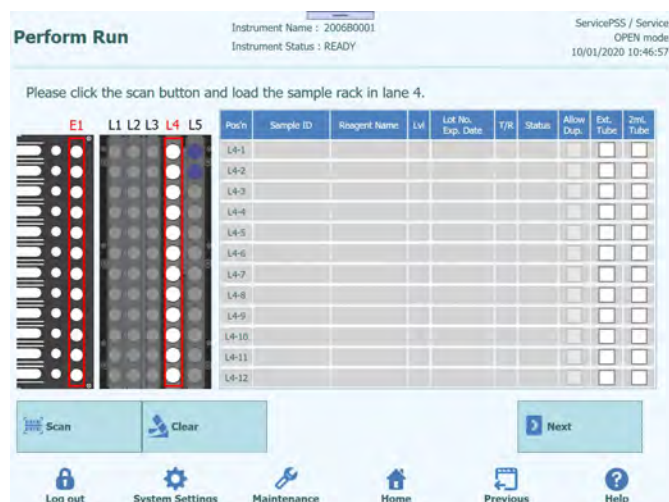 Perform Run
Instrument Name : 200680001
Instrument Status : READY
ServicePSS / Service
OPEN mode
10/01/2020 10:46:57
Please click the scan button and load the sample rack in lane 4.
E1 L1 L2 L3 L4 L5
Pos'n Sample ID Reagent Name Lvl Lot No. Exp. Date T/R Status Allow Dup. Ext. Tube 2mL Tube
L4-1
L4-2
L4-3
L4-4
L4-5
L4-6
L4-7
L4-8
L4-9
L4-10
L4-11
L4-12
Scan Clear Next
Log out System Settings Maintenance Home Previous Help